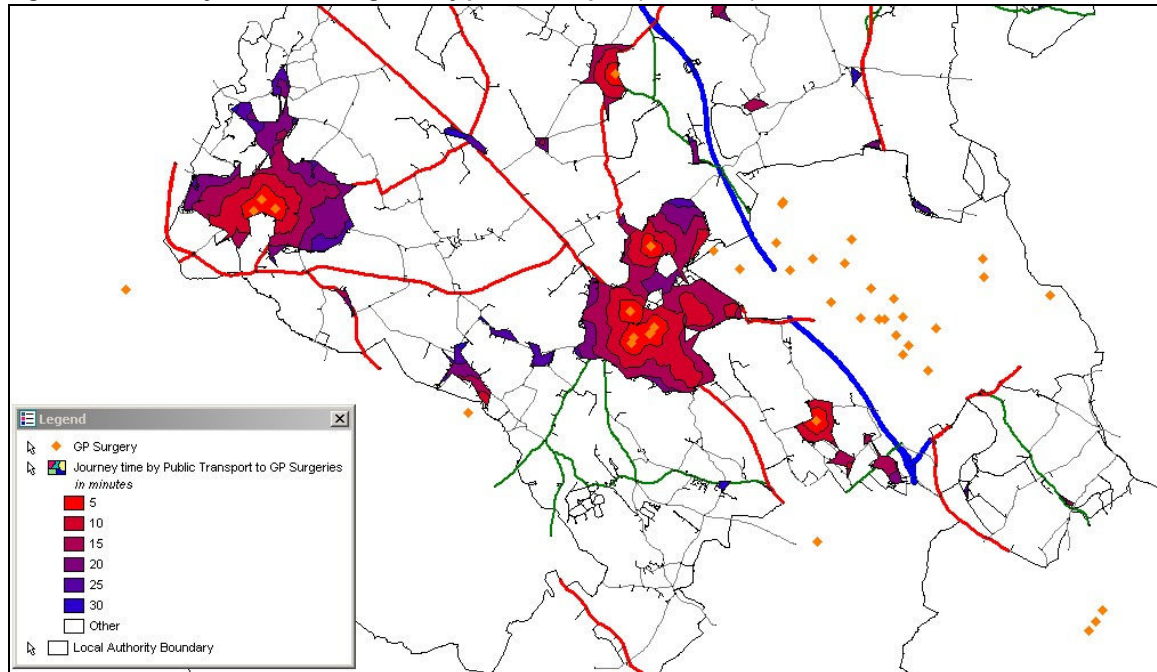 Legend
GP Surgery
Journey time by Public Transport to GP Surgeries
in minutes
5
10
15
20
25
30
Other
Local Authority Boundary